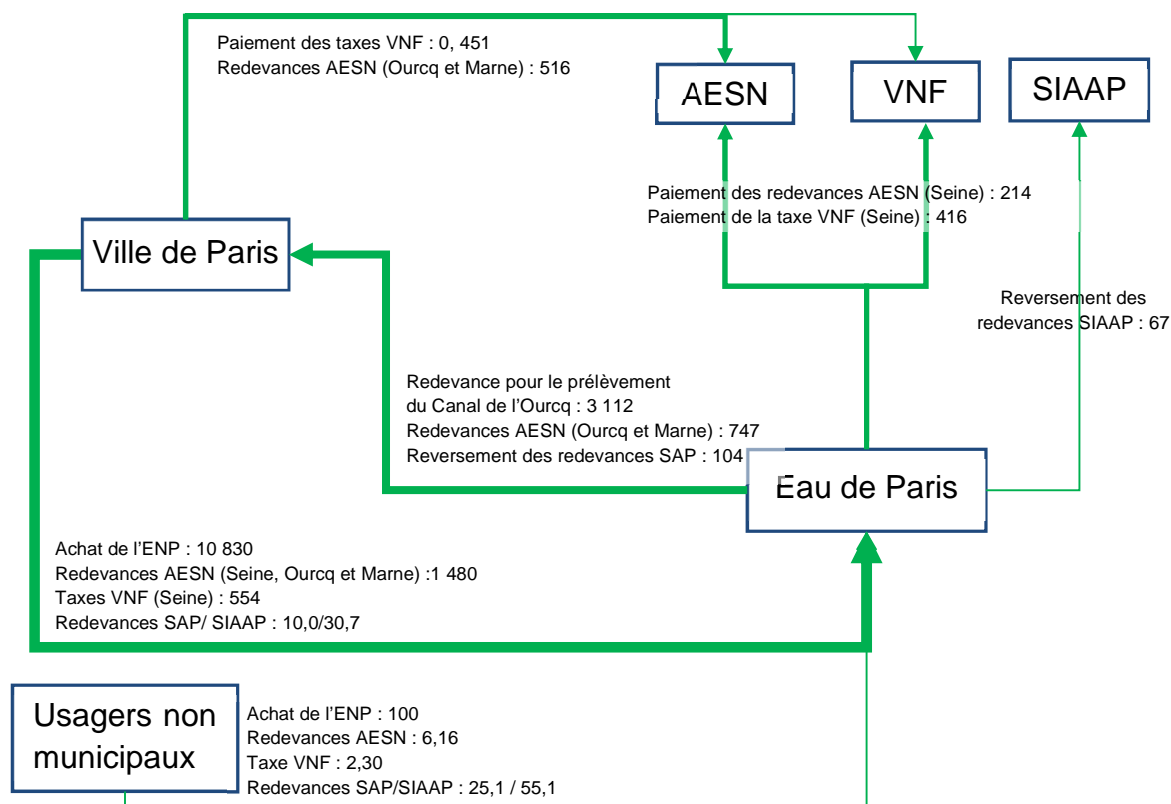 Paiement des taxes VNF : 0, 451
Redevances AESN (Ourcq et Marne) : 516
AESN
VNF
SIAAP
Paiement des redevances AESN (Seine) : 214
Paiement de la taxe VNF (Seine) : 416
Ville de Paris
Reversement des
redevances SIAAP : 67
Redevance pour le prélèvement
du Canal de l’Ourcq : 3 112
Redevances AESN (Ourcq et Marne) : 747
Reversement des redevances SAP : 104
Eau de Paris
Achat de l’ENP : 10 830
Redevances AESN (Seine, Ourcq et Marne) :1 480
Taxes VNF (Seine) : 554
Redevances SAP/ SIAAP : 10,0/30,7
Usagers non
municipaux
Achat de l’ENP : 100
Redevances AESN : 6,16
Taxe VNF : 2,30
Redevances SAP/SIAAP : 25,1 / 55,1